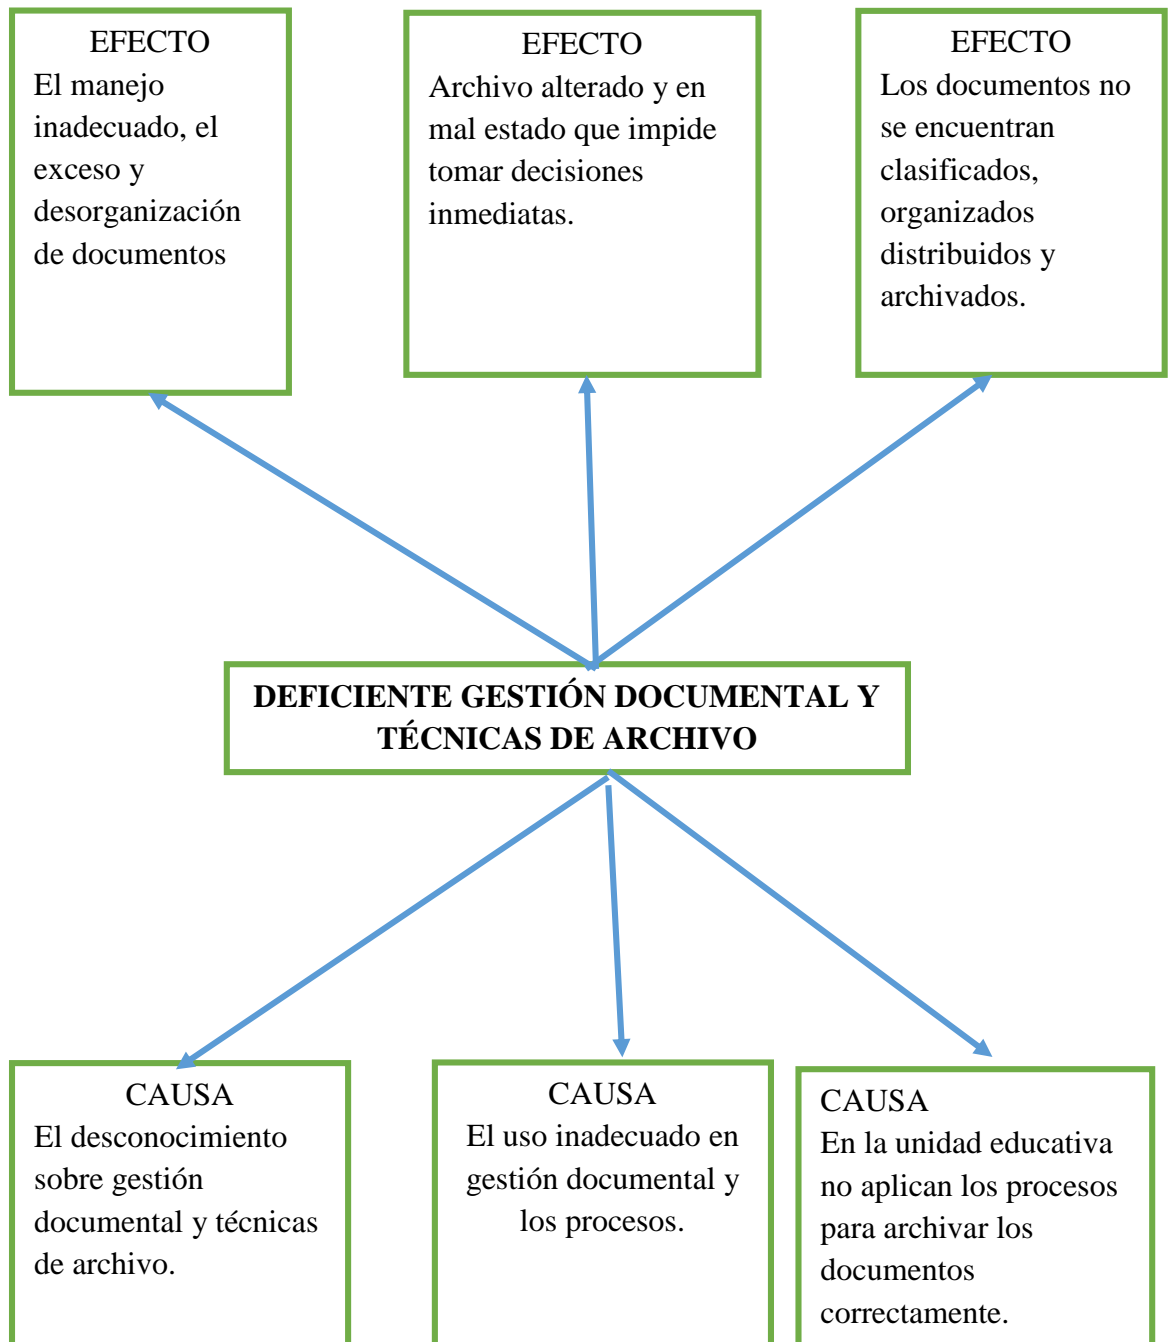 EFECTO
El manejo
inadecuado, el
exceso y
desorganización
de documentos
EFECTO
Archivo alterado y en
mal estado que impide
tomar decisiones
inmediatas.
EFECTO
Los documentos no
se encuentran
clasificados,
organizados
distribuidos y
archivados.
DEFICIENTE GESTIÓN DOCUMENTAL Y
TÉCNICAS DE ARCHIVO
CAUSA
El desconocimiento
sobre gestión
documental y técnicas
de archivo.
CAUSA
El uso inadecuado en
gestión documental y
los procesos.
CAUSA
En la unidad educativa
no aplican los procesos
para archivar los
documentos
correctamente.